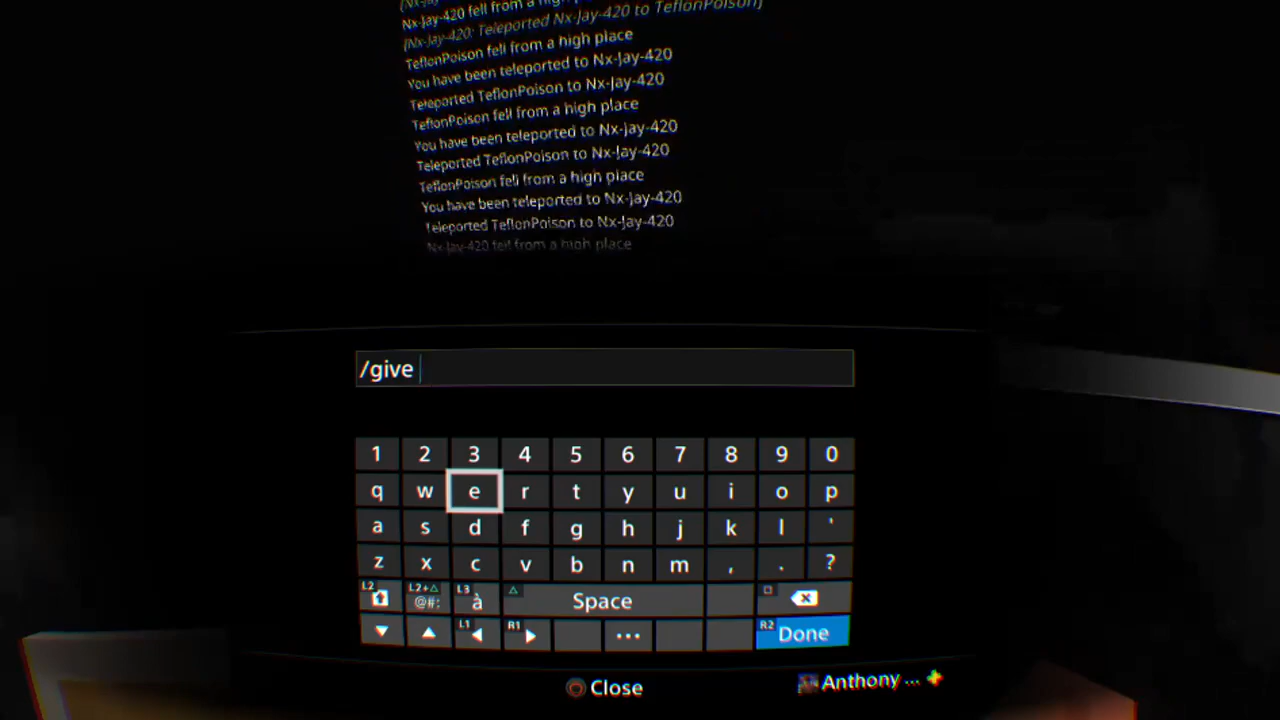 Nx-Jay-420 fell from a high
[Nx-Jay-420: Teleported Nx-Jay-420 to TeflonPoison]
TeflonPoison fell from a high place
You have been teleported to Nx-Jay-420
Teleported TeflonPoison to Nx-Jay-420
TeflonPoison fell from a high place
You have been teleported to Nx-Jay-420
Teleported TeflonPoison to Nx-Jay-420
TeflonPoison fell from a high place
You have been teleported to Nx-Jay-420
Teleported TeflonPoison to Nx-Jay-420
Nx-Jay-420 fell from a high place
/give
1 2 3 4 5 6 7 8 9 0
q w e r t y u i o p
a s d f g h j k l '
z x c v b n m , . ?
L2 L2+△ @#: L3 à △ Space □
L1 R1 ... R2 Done
Close Anthony ...